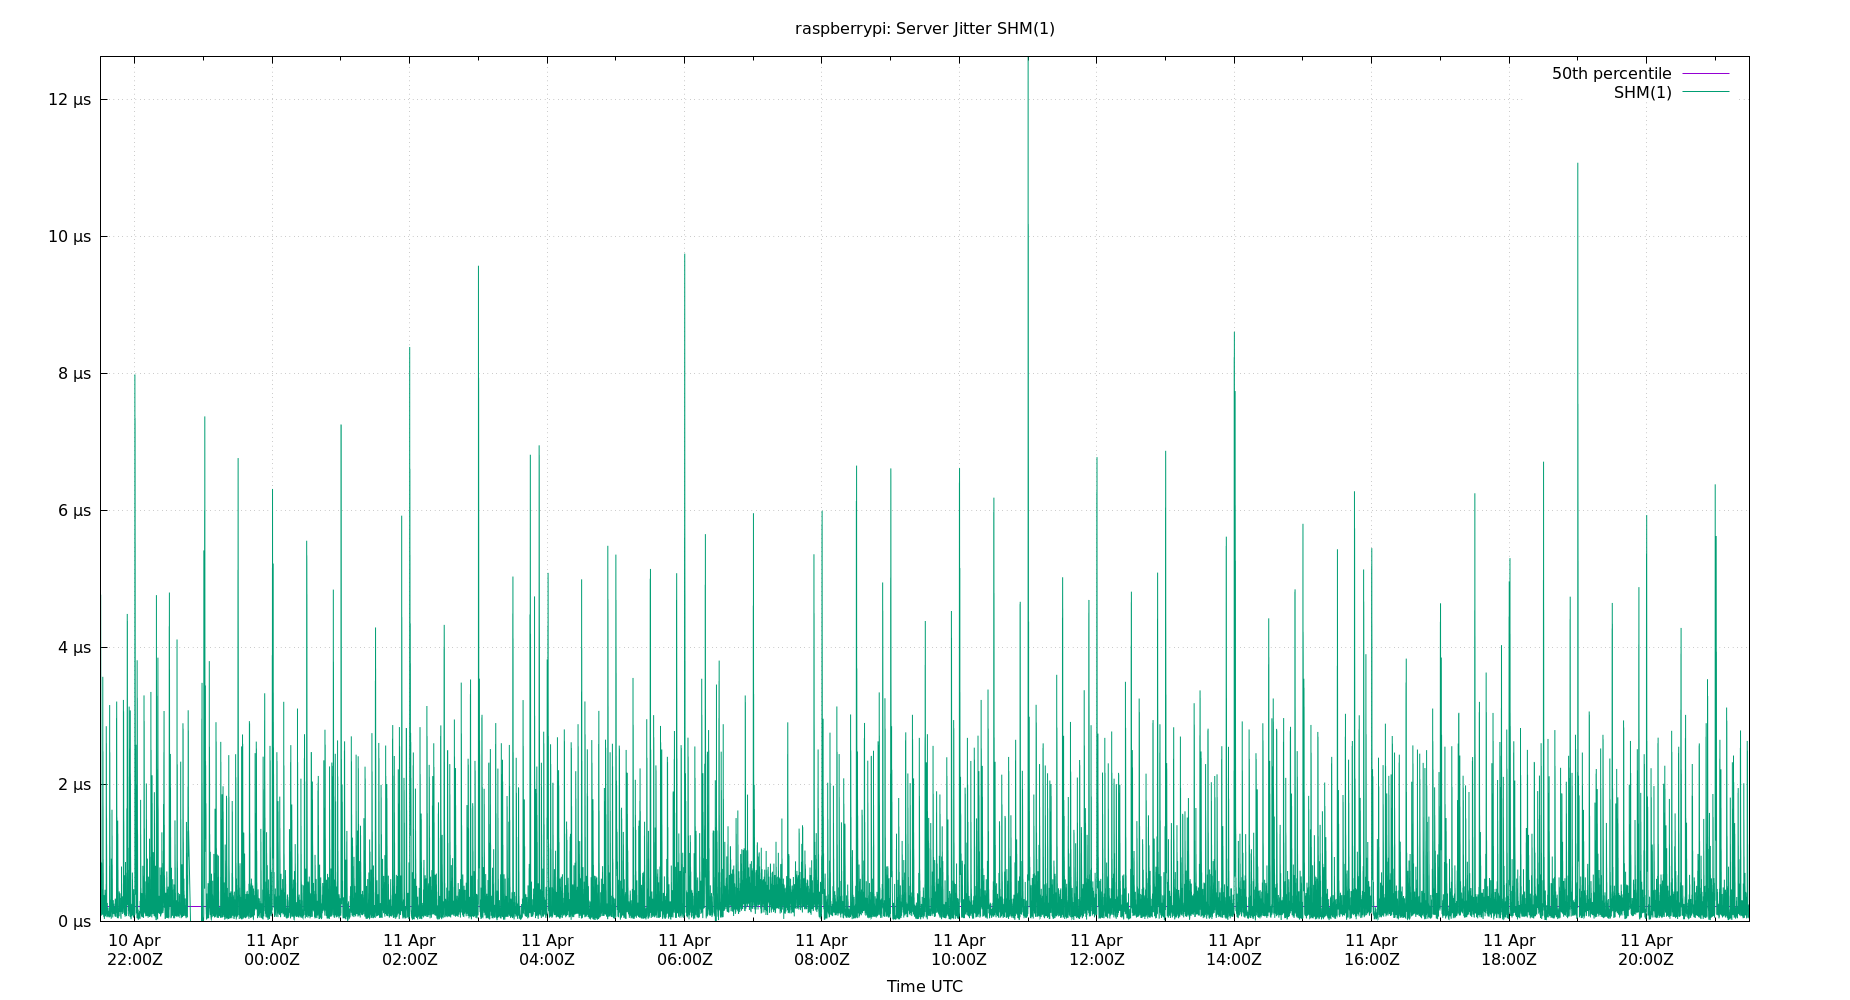 raspberrypi: Server Jitter SHM(1)
50th percentile
SHM(1)
12 µs
10 µs
8 µs
6 µs
4 µs
2 µs
0 µs
10 Apr 11 Apr 11 Apr 11 Apr 11 Apr 11 Apr 11 Apr 11 Apr 11 Apr 11 Apr 11 Apr 11 Apr
22:00Z 00:00Z 02:00Z 04:00Z 06:00Z 08:00Z 10:00Z 12:00Z 14:00Z 16:00Z 18:00Z 20:00Z
Time UTC